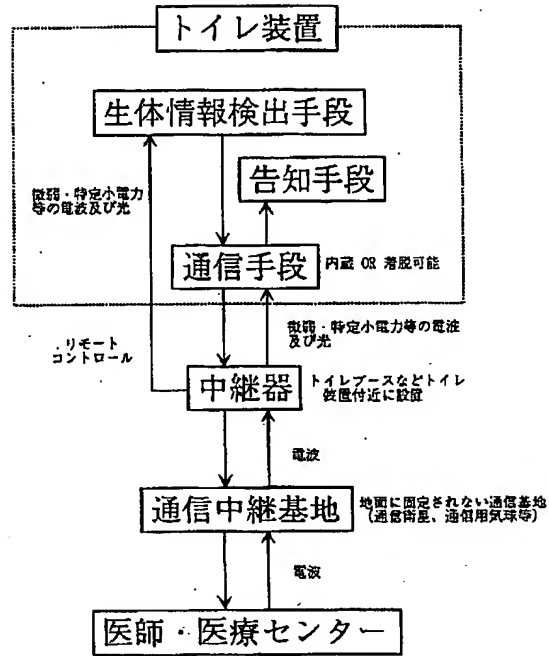 トイレ装置
生体情報検出手段
告知手段
微弱・特定小電力
等の電波及び光
通信手段
内蔵 OR 着脱可能
微弱・特定小電力等の電波
及び光
リモート
コントロール
中継器
トイレブースなどトイレ
装置付近に設置
電波
通信中継基地
地面に固定されない通信基地
(通信衛星、通信用気球等)
電波
医師・医療センター